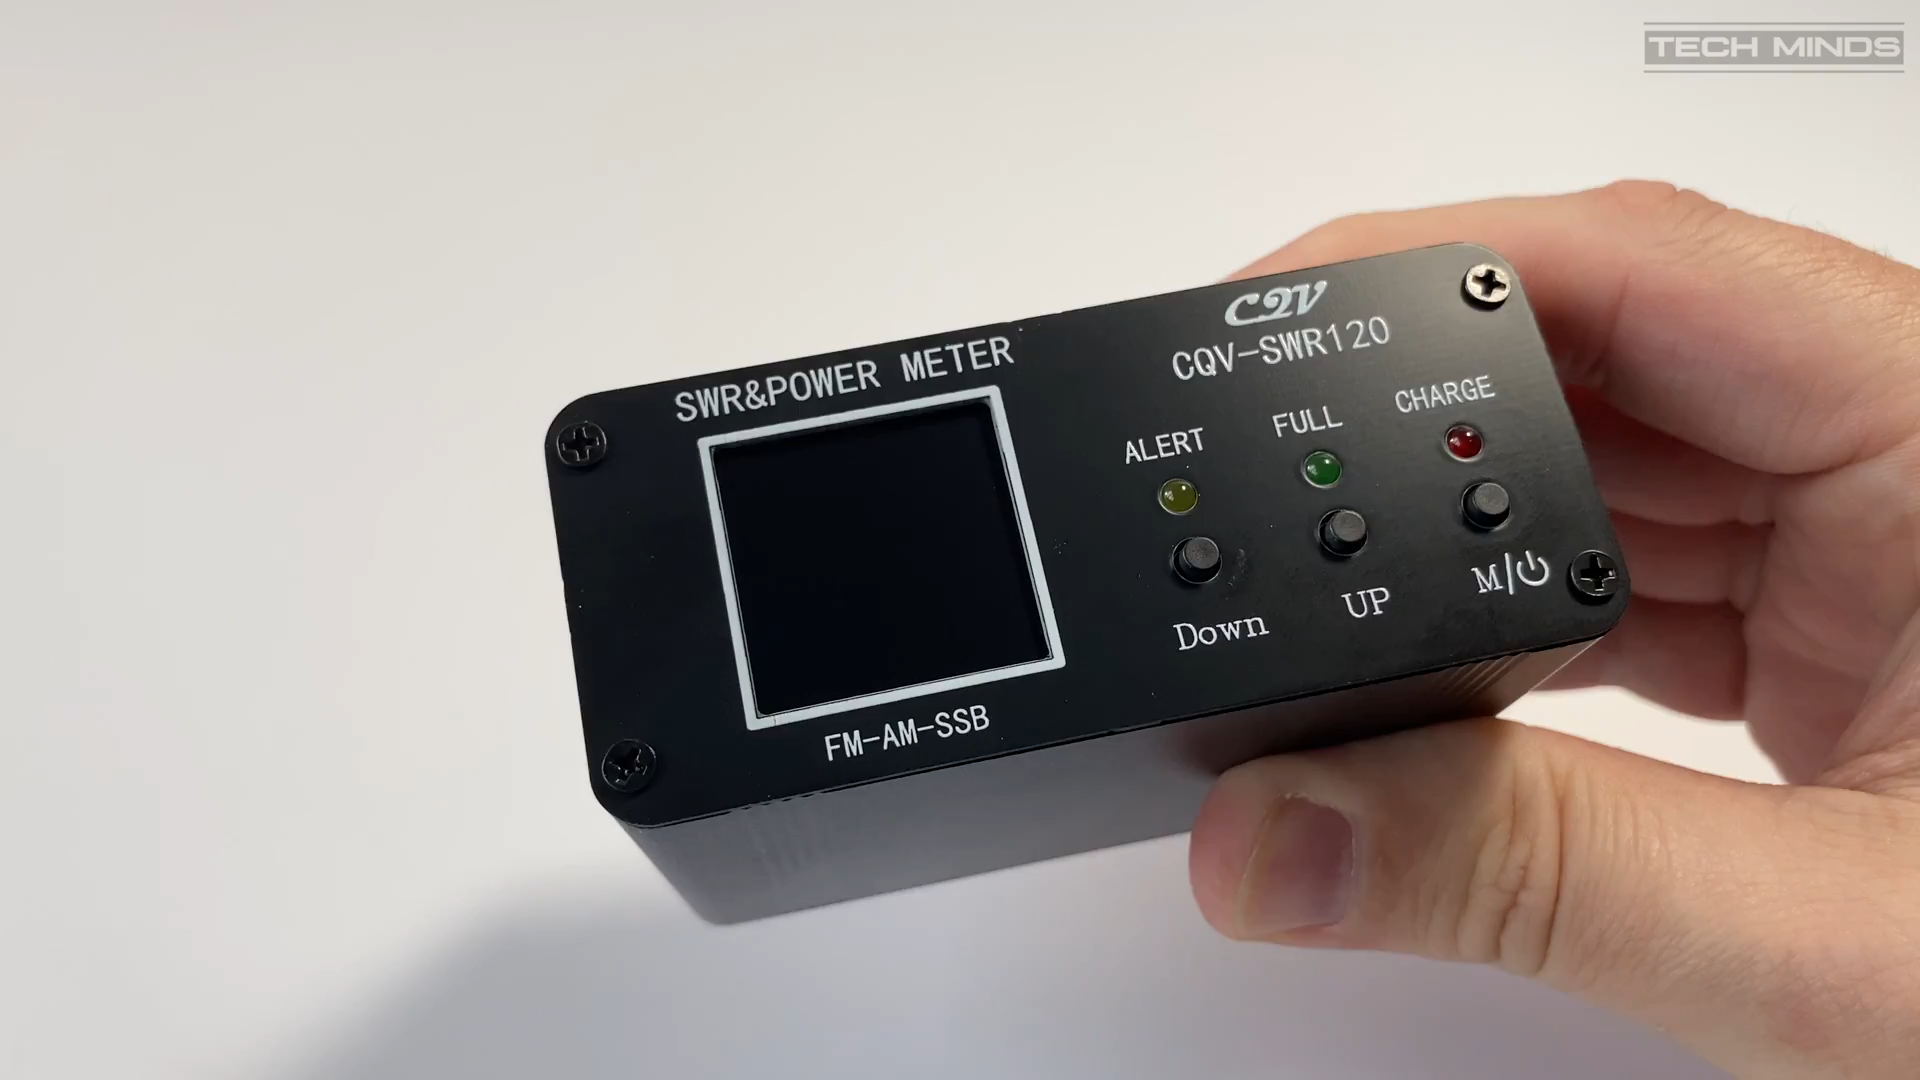 TECH MINDS
CQV
CQV-SWR120
SWR&POWER METER
ALERT
FULL
CHARGE
Down
UP
M/⏻
FM-AM-SSB